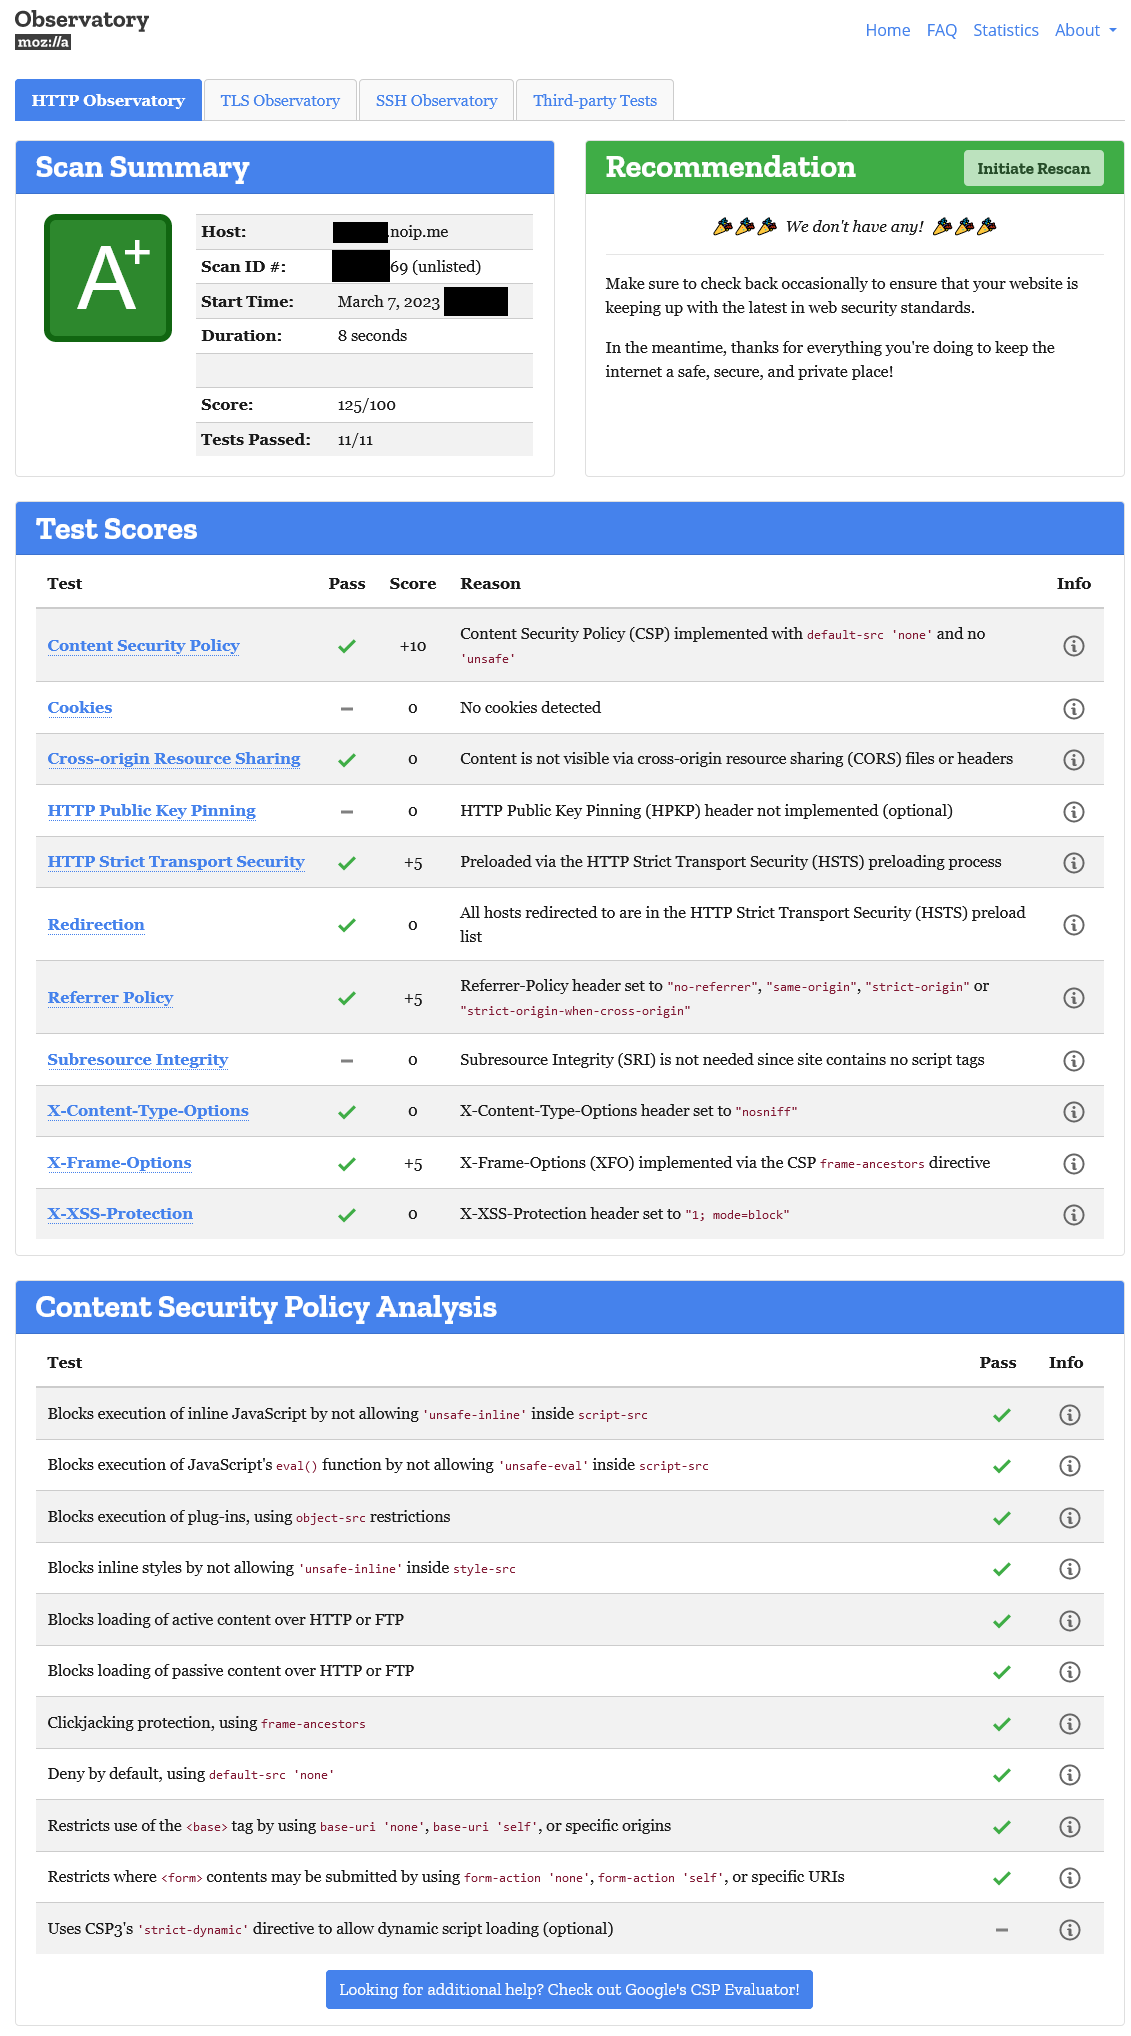 Observatory
moz://a
Home FAQ Statistics About
HTTP Observatory TLS Observatory SSH Observatory Third-party Tests
Scan Summary
A+
Host: .noip.me
Scan ID #: 69 (unlisted)
Start Time: March 7, 2023
Duration: 8 seconds
Score: 125/100
Tests Passed: 11/11
Recommendation Initiate Rescan
We don't have any!
Make sure to check back occasionally to ensure that your website is
keeping up with the latest in web security standards.
In the meantime, thanks for everything you're doing to keep the
internet a safe, secure, and private place!
Test Scores
Test Pass Score Reason Info
Content Security Policy +10 Content Security Policy (CSP) implemented with default-src 'none' and no
'unsafe'
Cookies – 0 No cookies detected
Cross-origin Resource Sharing 0 Content is not visible via cross-origin resource sharing (CORS) files or headers
HTTP Public Key Pinning – 0 HTTP Public Key Pinning (HPKP) header not implemented (optional)
HTTP Strict Transport Security +5 Preloaded via the HTTP Strict Transport Security (HSTS) preloading process
Redirection 0 All hosts redirected to are in the HTTP Strict Transport Security (HSTS) preload
list
Referrer Policy +5 Referrer-Policy header set to "no-referrer", "same-origin", "strict-origin" or
"strict-origin-when-cross-origin"
Subresource Integrity – 0 Subresource Integrity (SRI) is not needed since site contains no script tags
X-Content-Type-Options 0 X-Content-Type-Options header set to "nosniff"
X-Frame-Options +5 X-Frame-Options (XFO) implemented via the CSP frame-ancestors directive
X-XSS-Protection 0 X-XSS-Protection header set to "1; mode=block"
Content Security Policy Analysis
Test Pass Info
Blocks execution of inline JavaScript by not allowing 'unsafe-inline' inside script-src
Blocks execution of JavaScript's eval() function by not allowing 'unsafe-eval' inside script-src
Blocks execution of plug-ins, using object-src restrictions
Blocks inline styles by not allowing 'unsafe-inline' inside style-src
Blocks loading of active content over HTTP or FTP
Blocks loading of passive content over HTTP or FTP
Clickjacking protection, using frame-ancestors
Deny by default, using default-src 'none'
Restricts use of the <base> tag by using base-uri 'none', base-uri 'self', or specific origins
Restricts where <form> contents may be submitted by using form-action 'none', form-action 'self', or specific URIs
Uses CSP3's 'strict-dynamic' directive to allow dynamic script loading (optional) –
Looking for additional help? Check out Google's CSP Evaluator!